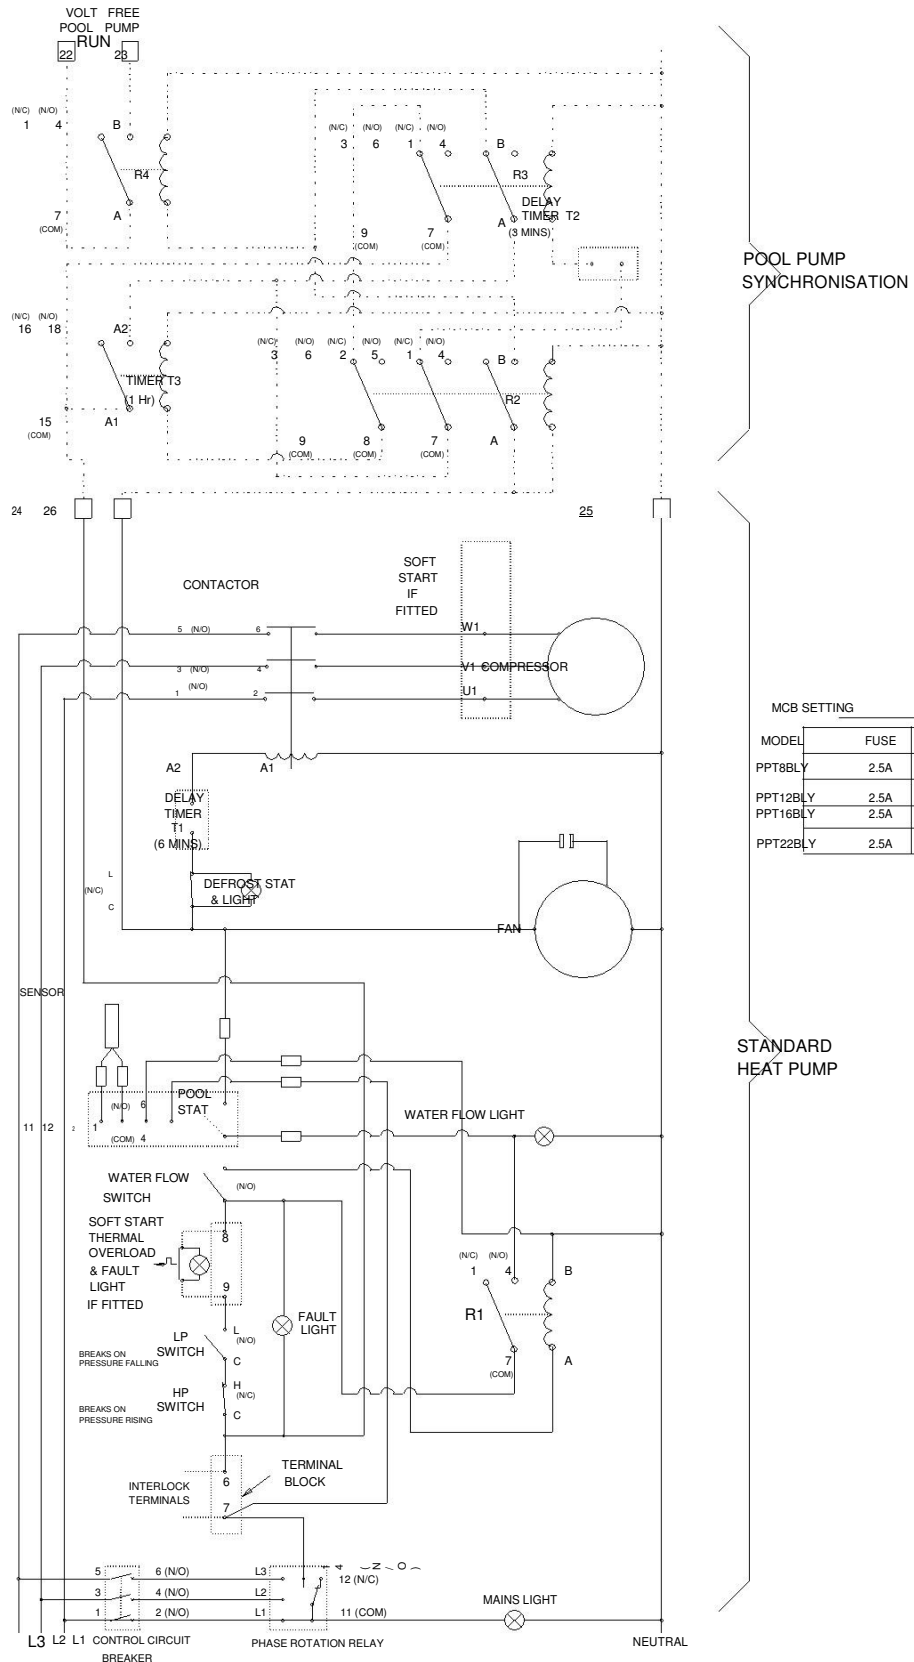 VOLT FREE
POOL PUMP
RUN
22 23
(N/C) (N/O)
1 4 B
(N/C) (N/O) (N/C) (N/O)
3 6 1 4 B
R4
R3
DELAY
TIMER T2
(3 MINS)
7 A
(COM)
A
9 7
(COM) (COM)
POOL PUMP
SYNCHRONISATION
(N/C) (N/O)
16 18 A2
(N/C) (N/O) (N/C) (N/O) (N/C) (N/O)
3 6 2 5 1 4 B
TIMER T3
(1 Hr)
R2
15 A1
(COM)
9 8 7 A
(COM) (COM) (COM)
24 26 25
CONTACTOR
SOFT
START
IF
FITTED
5 (N/O) 6 W1
3 (N/O) 4 V1 COMPRESSOR
(N/O)
1 2 U1
MCB SETTING
MODEL FUSE
PPT8BLY 2.5A
PPT12BLY 2.5A
PPT16BLY 2.5A
PPT22BLY 2.5A
A2 A1
DELAY
TIMER
T1
(6 MINS)
L
(N/C)
C
DEFROST STAT
& LIGHT
FAN
SENSOR
STANDARD
HEAT PUMP
POOL
STAT
(N/O) 6
11 12 2 1
(COM) 4
WATER FLOW LIGHT
WATER FLOW
SWITCH
(N/O)
SOFT START
THERMAL
OVERLOAD
& FAULT
LIGHT
IF FITTED
8
9
(N/C) (N/O)
1 4 B
R1
7 A
(COM)
FAULT
LIGHT
LP
SWITCH
L
(N/O)
C
BREAKS ON
PRESSURE FALLING
HP
SWITCH
H
(N/C)
C
BREAKS ON
PRESSURE RISING
TERMINAL
BLOCK
6
INTERLOCK
TERMINALS
7
4 (N/O)
5 6 (N/O) L3 12 (N/C)
3 4 (N/O) L2
1 2 (N/O) L1 11 (COM)
MAINS LIGHT
L3 L2 L1 CONTROL CIRCUIT
BREAKER
PHASE ROTATION RELAY
NEUTRAL